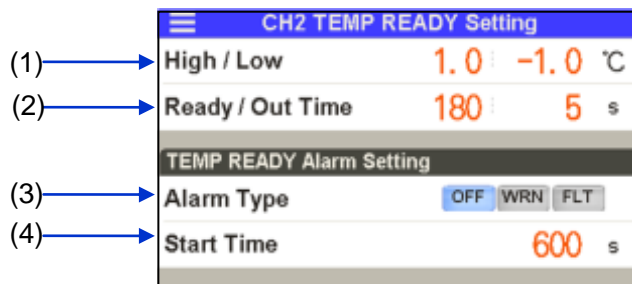 CH2 TEMP READY Setting
(1) High / Low 1.0 -1.0 ℃
(2) Ready / Out Time 180 5 s
TEMP READY Alarm Setting
(3) Alarm Type OFF WRN FLT
(4) Start Time 600 s